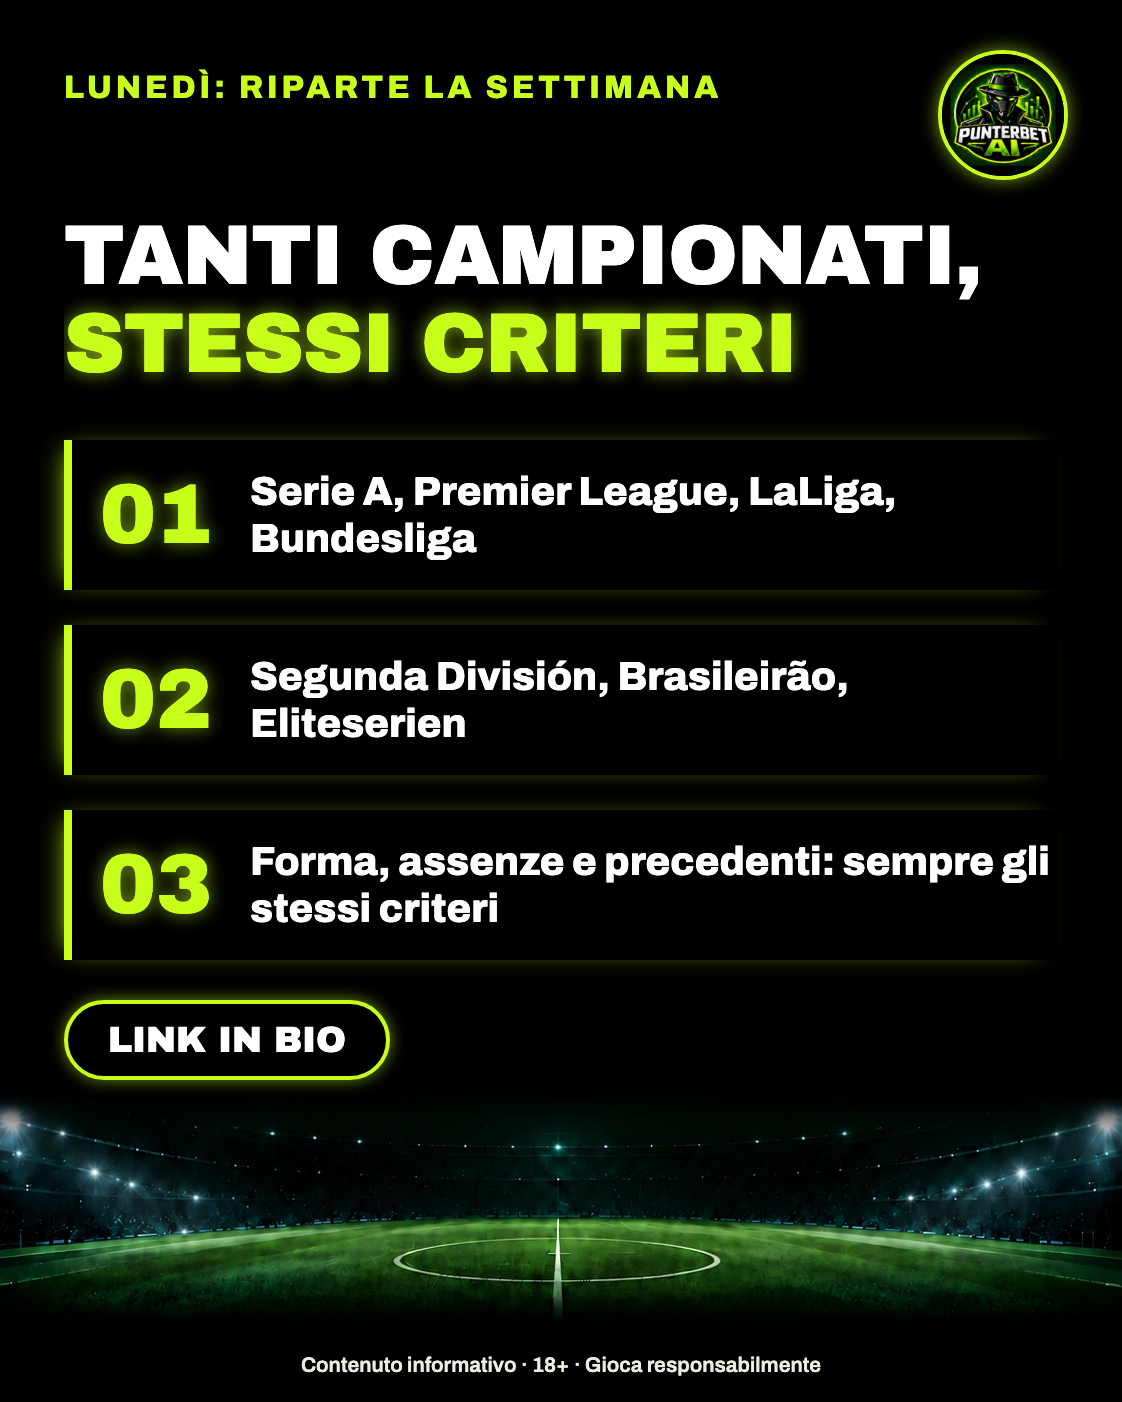 LUNEDÌ: RIPARTE LA SETTIMANA
PUNTERBET
AI
TANTI CAMPIONATI,
STESSI CRITERI
01
Serie A, Premier League, LaLiga,
Bundesliga
02
Segunda División, Brasileirão,
Eliteserien
03
Forma, assenze e precedenti: sempre gli
stessi criteri
LINK IN BIO
Contenuto informativo · 18+ · Gioca responsabilmente